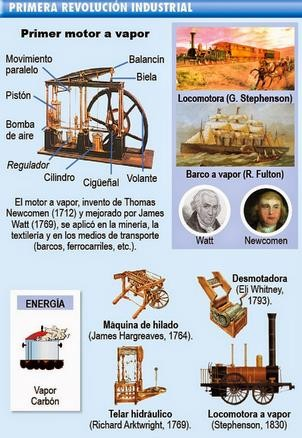 PRIMERA REVOLUCIÓN INDUSTRIAL
Primer motor a vapor
Movimiento
paralelo
Balancín
Biela
Pistón
Bomba
de aire
Regulador
Cilindro
Cigüeñal
Volante
El motor a vapor, invento de Thomas
Newcomen (1712) y mejorado por James
Watt (1769), se aplicó en la minería, la
textilería y en los medios de transporte
(barcos, ferrocarriles, etc.).
Locomotora (G. Stephenson)
Barco a vapor (R. Fulton)
Watt
Newcomen
ENERGÍA
Vapor
Carbón
Máquina de hilado
(James Hargreaves, 1764).
Desmotadora
(Eli Whitney,
1793).
Telar hidráulico
(Richard Arktwright, 1769).
Locomotora a vapor
(Stephenson, 1830)